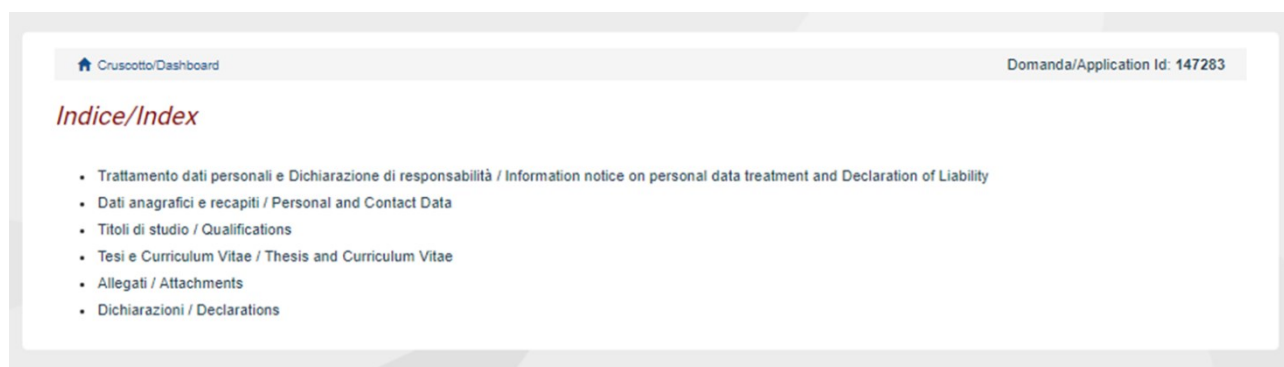 Cruscotto/Dashboard
Domanda/Application Id: 147283
Indice/Index
Trattamento dati personali e Dichiarazione di responsabilità / Information notice on personal data treatment and Declaration of Liability
Dati anagrafici e recapiti / Personal and Contact Data
Titoli di studio / Qualifications
Tesi e Curriculum Vitae / Thesis and Curriculum Vitae
Allegati / Attachments
Dichiarazioni / Declarations